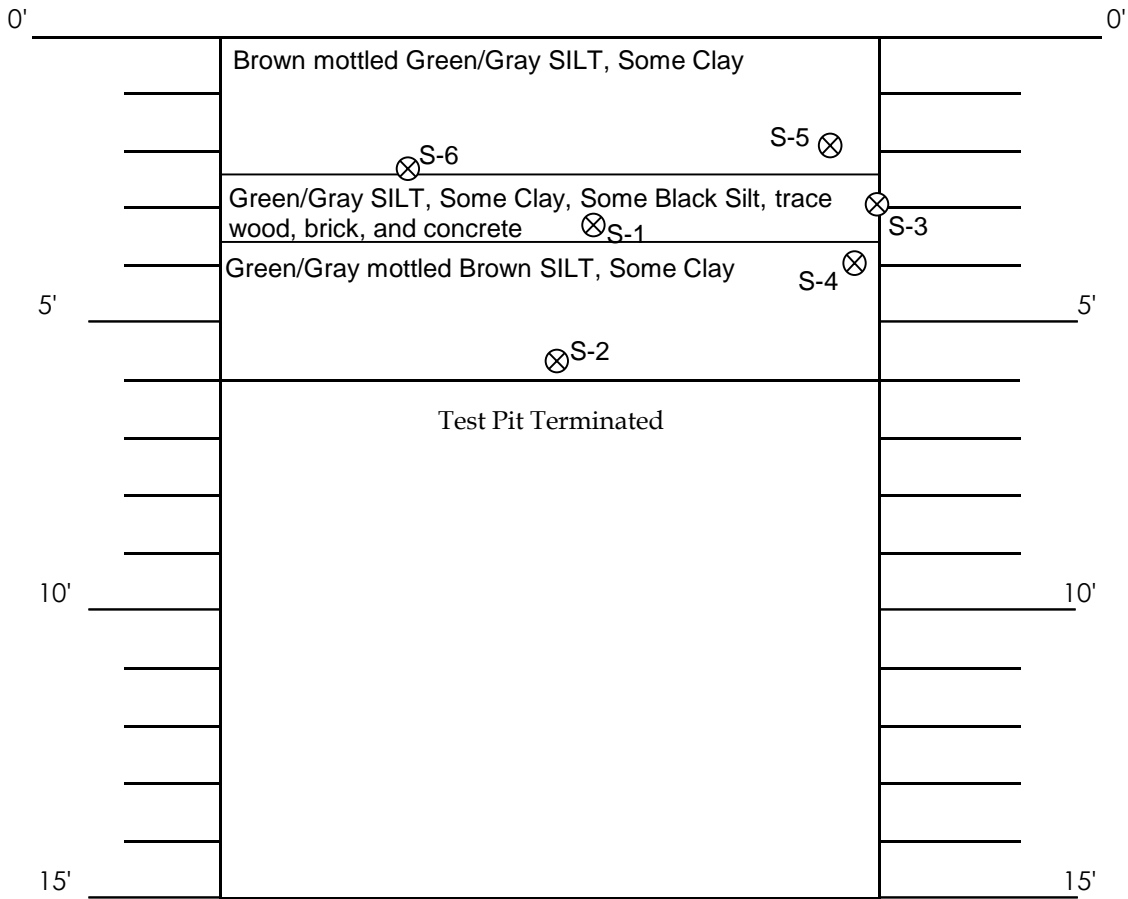 0' 0'
Brown mottled Green/Gray SILT, Some Clay
S-5
S-6
Green/Gray SILT, Some Clay, Some Black Silt, trace
wood, brick, and concrete
S-1
S-3
Green/Gray mottled Brown SILT, Some Clay
S-4
5' 5'
S-2
Test Pit Terminated
10' 10'
15' 15'